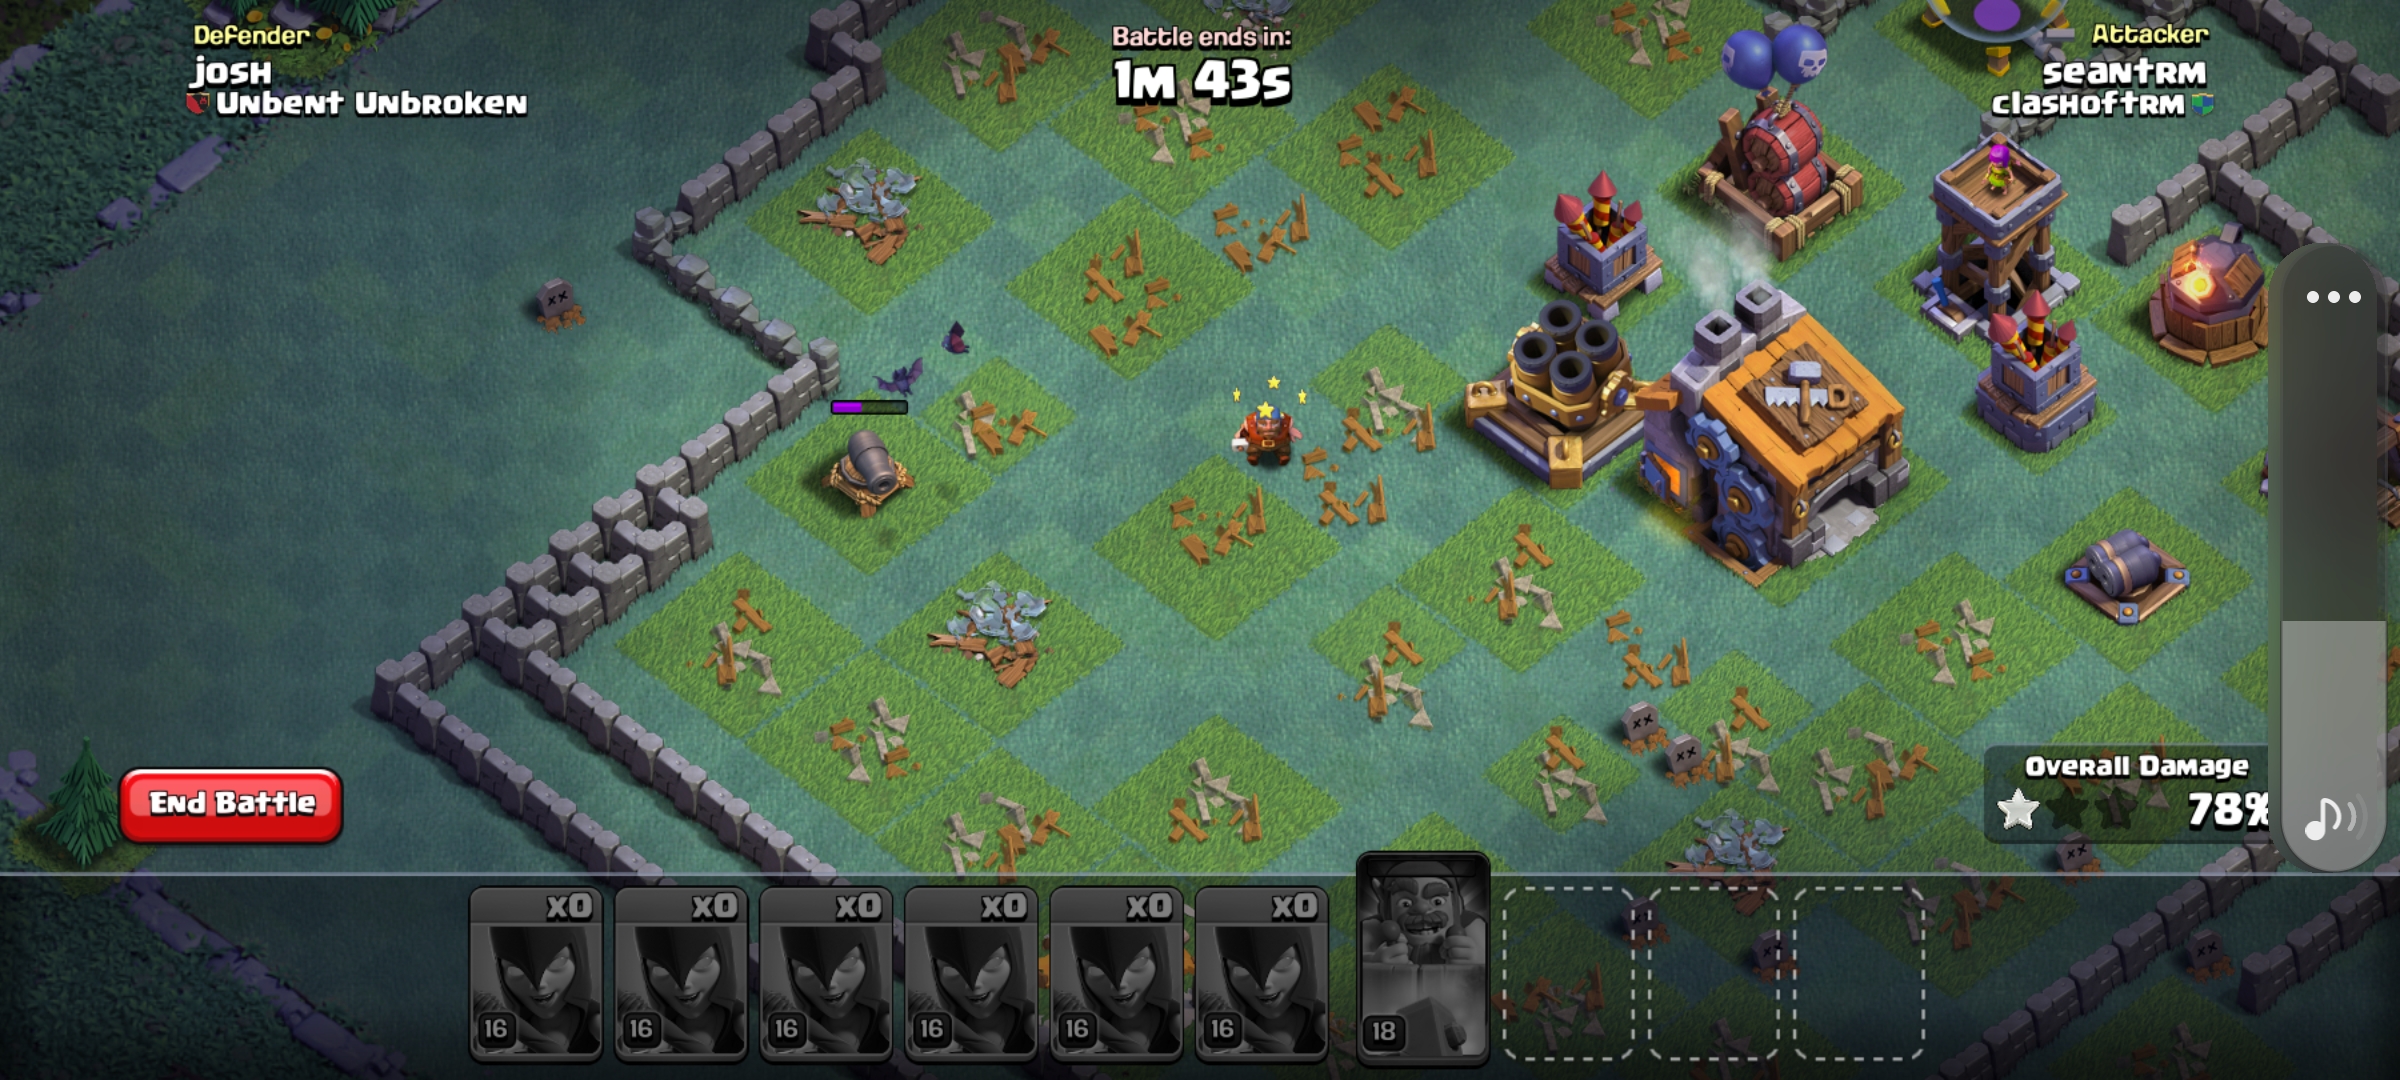 Defender
josh
Unbent Unbroken
Battle ends in:
1M 43s
Attacker
seantrm
clashoftrm
End Battle
Overall Damage
78%
x0
x0
x0
x0
x0
x0
16
16
16
16
16
16
18